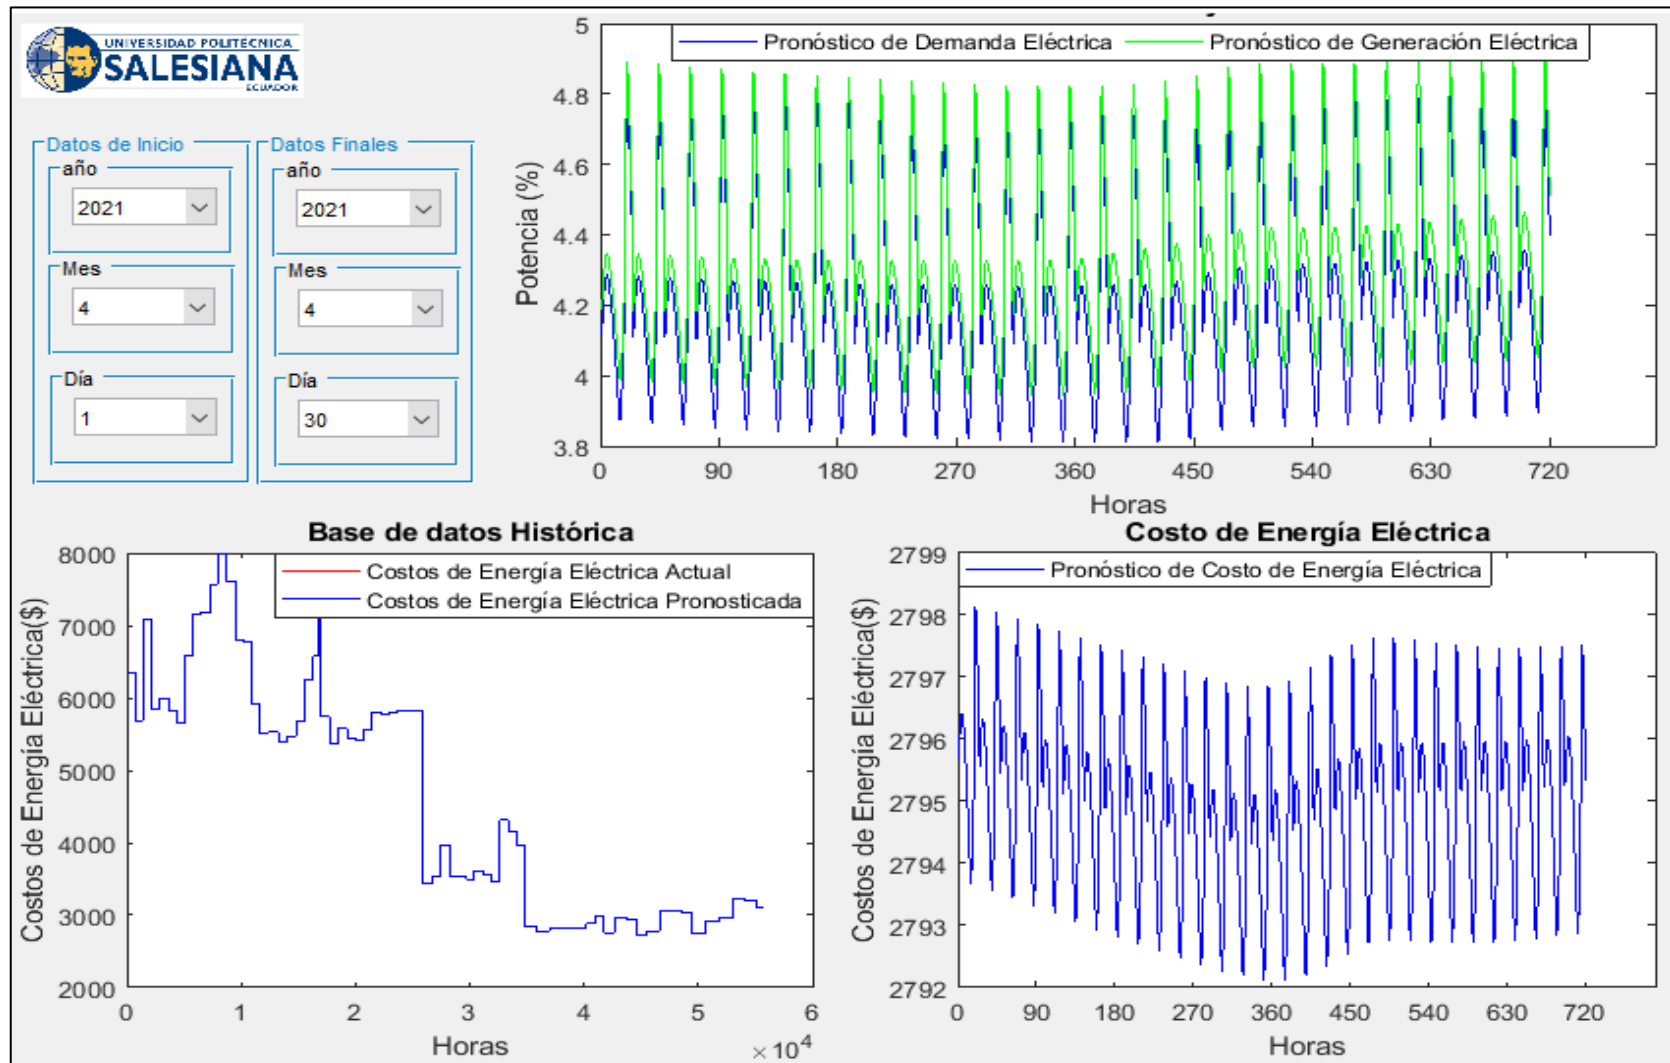 UNIVERSIDAD POLITÉCNICA
SALESIANA
ECUADOR
Datos de Inicio
año
2021
Mes
4
Día
1
Datos Finales
año
2021
Mes
4
Día
30
Pronóstico de Demanda Eléctrica
Pronóstico de Generación Eléctrica
Potencia (%)
5
4.8
4.6
4.4
4.2
4
3.8
0 90 180 270 360 450 540 630 720
Horas
Base de datos Histórica
Costos de Energía Eléctrica Actual
Costos de Energía Eléctrica Pronosticada
Costos de Energía Eléctrica($)
8000
7000
6000
5000
4000
3000
2000
0 1 2 3 4 5 6
× 10^4
Horas
Costo de Energía Eléctrica
Pronóstico de Costo de Energía Eléctrica
Costos de Energía Eléctrica($)
2799
2798
2797
2796
2795
2794
2793
2792
0 90 180 270 360 450 540 630 720
Horas